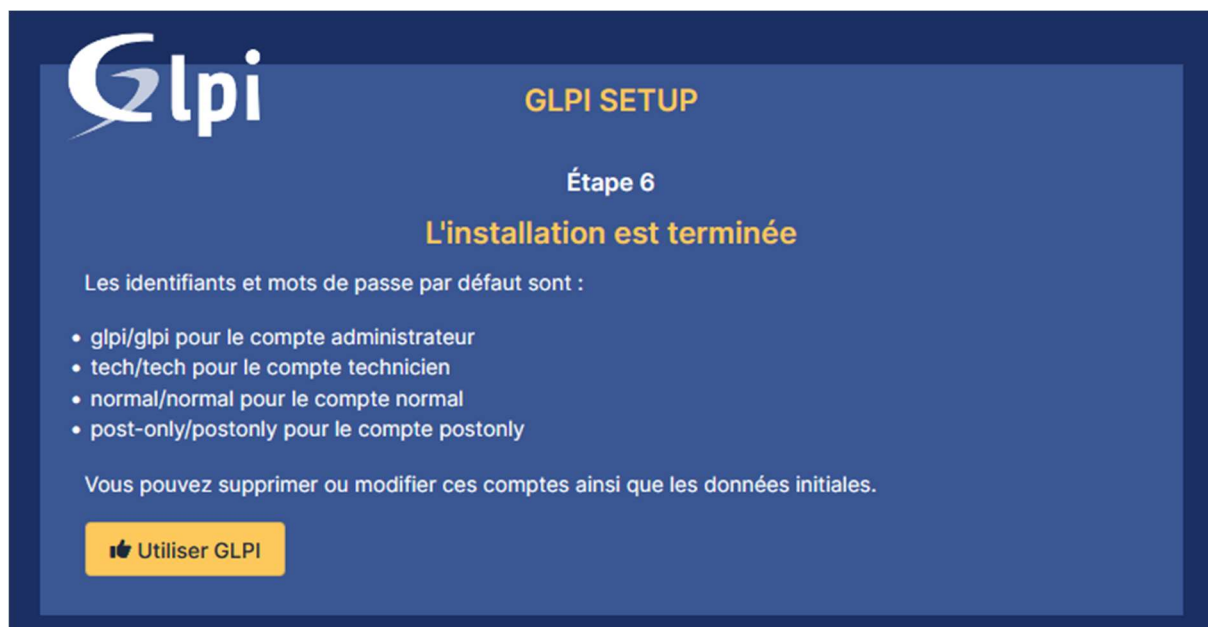 Glpi
GLPI SETUP
Étape 6
L'installation est terminée
Les identifiants et mots de passe par défaut sont :
• glpi/glpi pour le compte administrateur
• tech/tech pour le compte technicien
• normal/normal pour le compte normal
• post-only/postonly pour le compte postonly
Vous pouvez supprimer ou modifier ces comptes ainsi que les données initiales.
Utiliser GLPI